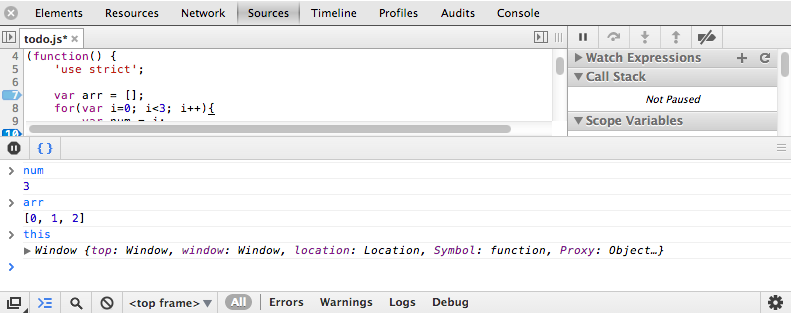 Elements Resources Network Sources Timeline Profiles Audits Console
todo.js*
4 (function() {
5 'use strict';
6
7 var arr = [];
8 for(var i=0; i<3; i++){
9 var num = i;
10
Watch Expressions
Call Stack
Not Paused
Scope Variables
{}
> num
3
> arr
[0, 1, 2]
> this
▶ Window {top: Window, window: Window, location: Location, Symbol: function, Proxy: Object…}
>
<top frame> ▼ All Errors Warnings Logs Debug